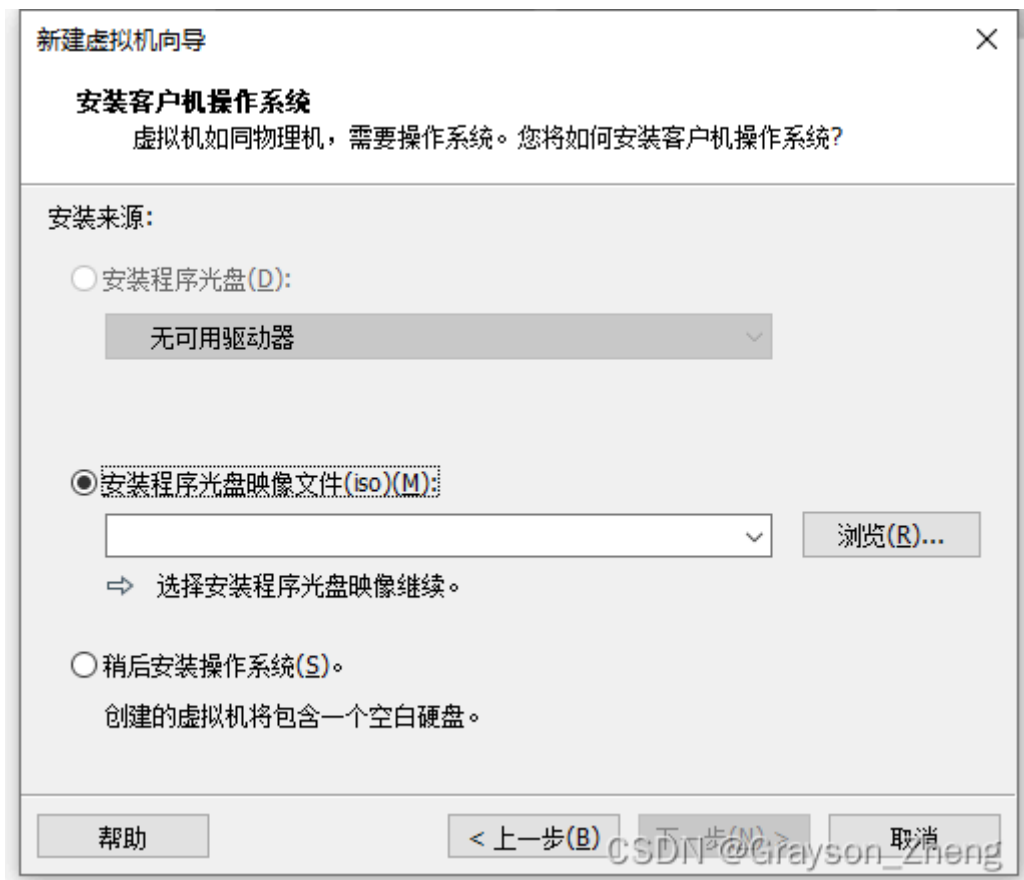 新建虚拟机向导
安装客户机操作系统
虚拟机如同物理机，需要操作系统。您将如何安装客户机操作系统?
安装来源:
安装程序光盘(D):
无可用驱动器
安装程序光盘映像文件(iso)(M):
浏览(R)...
选择安装程序光盘映像继续。
稍后安装操作系统(S)。
创建的虚拟机将包含一个空白硬盘。
帮助
< 上一步(B)
下一步(N) >
取消
CSDN @Grayson_Zheng